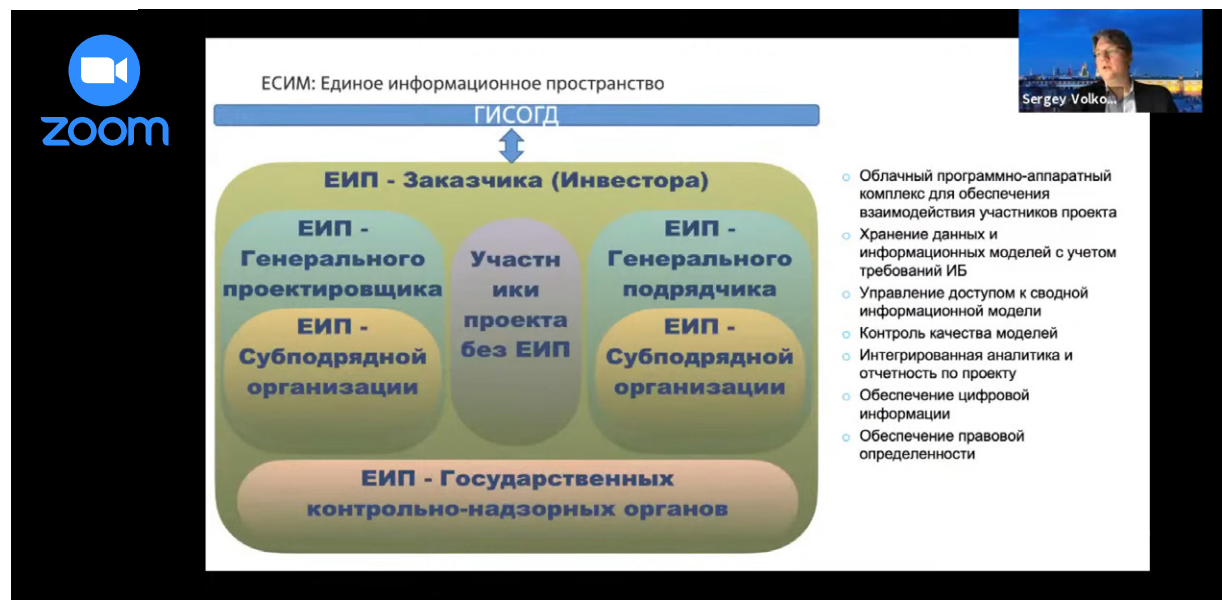 zoom
ЕСИМ: Единое информационное пространство
ГИСОГД
ЕИП - Заказчика (Инвестора)
ЕИП -
Генерального
проектировщика
ЕИП -
Субподрядной
организации
Участн
ики
проекта
без ЕИП
ЕИП -
Генерального
подрядчика
ЕИП -
Субподрядной
организации
ЕИП - Государственных
контрольно-надзорных органов
Облачный программно-аппаратный
комплекс для обеспечения
взаимодействия участников проекта
Хранение данных и
информационных моделей с учетом
требований ИБ
Управление доступом к сводной
информационной модели
Контроль качества моделей
Интегрированная аналитика и
отчетность по проекту
Обеспечение цифровой
информации
Обеспечение правовой
определенности
Sergey Volko...